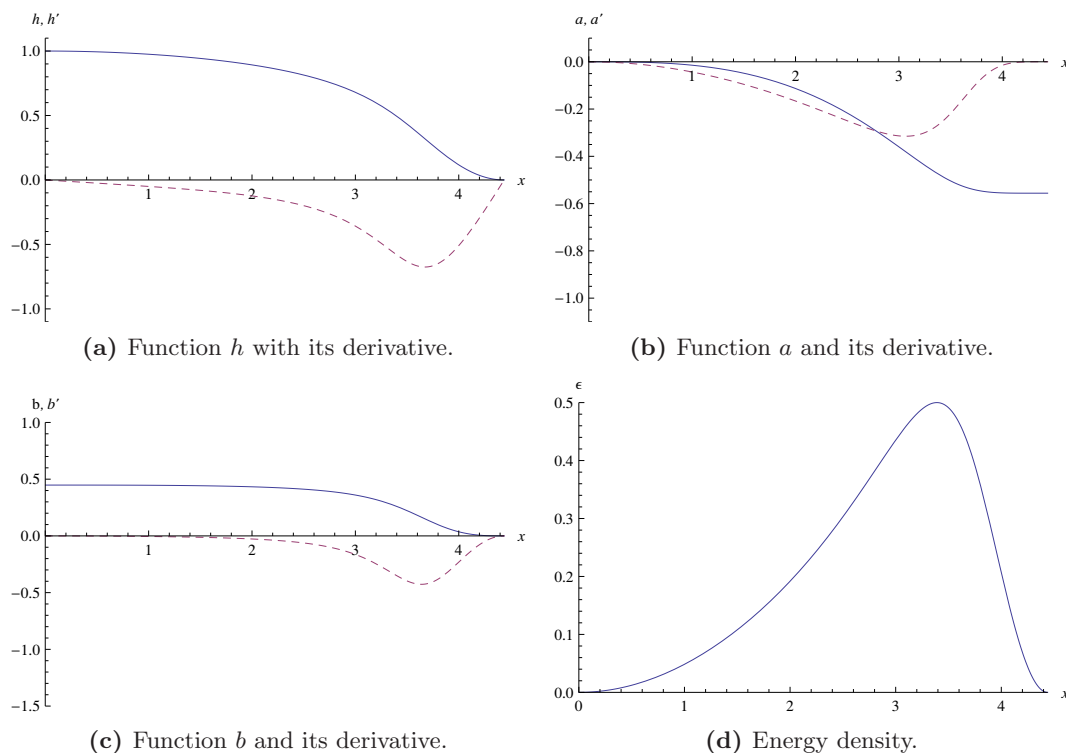 h, h′
1.0
0.5
0.0
−0.5
−1.0
1 2 3 4 x
(a) Function h with its derivative.
a, a′
0.0
−0.2
−0.4
−0.6
−0.8
−1.0
1 2 3 4 x
(b) Function a and its derivative.
b, b′
1.0
0.5
0.0
−0.5
−1.0
−1.5
1 2 3 4 x
(c) Function b and its derivative.
ϵ
0.5
0.4
0.3
0.2
0.1
0.0
0 1 2 3 4 x
(d) Energy density.